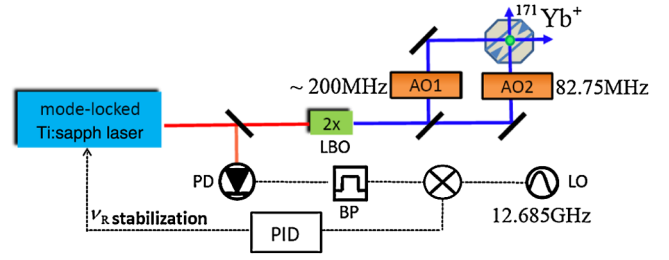 ¹⁷¹Yb⁺
~ 200MHz
AO1
AO2
82.75MHz
mode-locked
Ti:sapph laser
2x
LBO
PD
BP
LO
12.685GHz
ν_R stabilization
PID